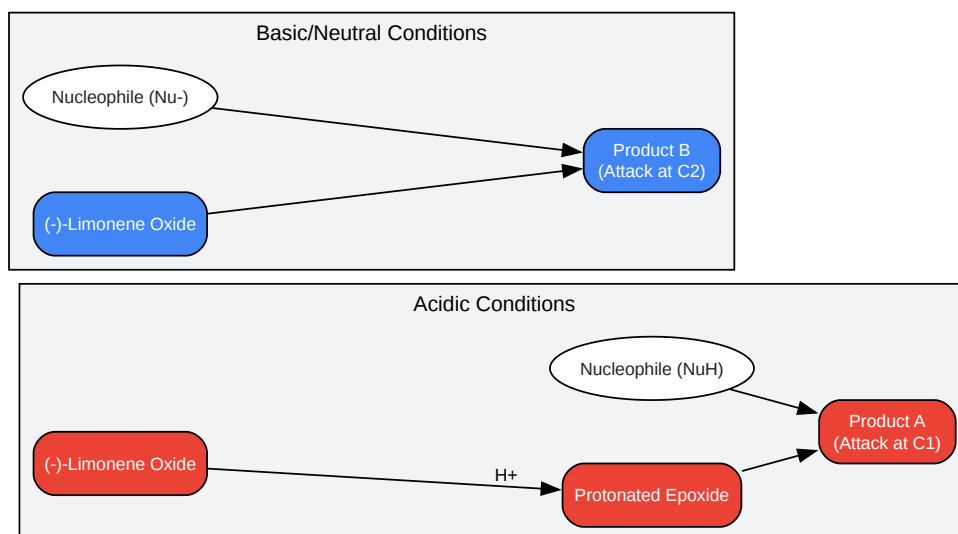 Basic/Neutral Conditions
Nucleophile (Nu-)
Product B
(Attack at C2)
(-)-Limonene Oxide
Acidic Conditions
Nucleophile (NuH)
Product A
(Attack at C1)
(-)-Limonene Oxide
H+
Protonated Epoxide